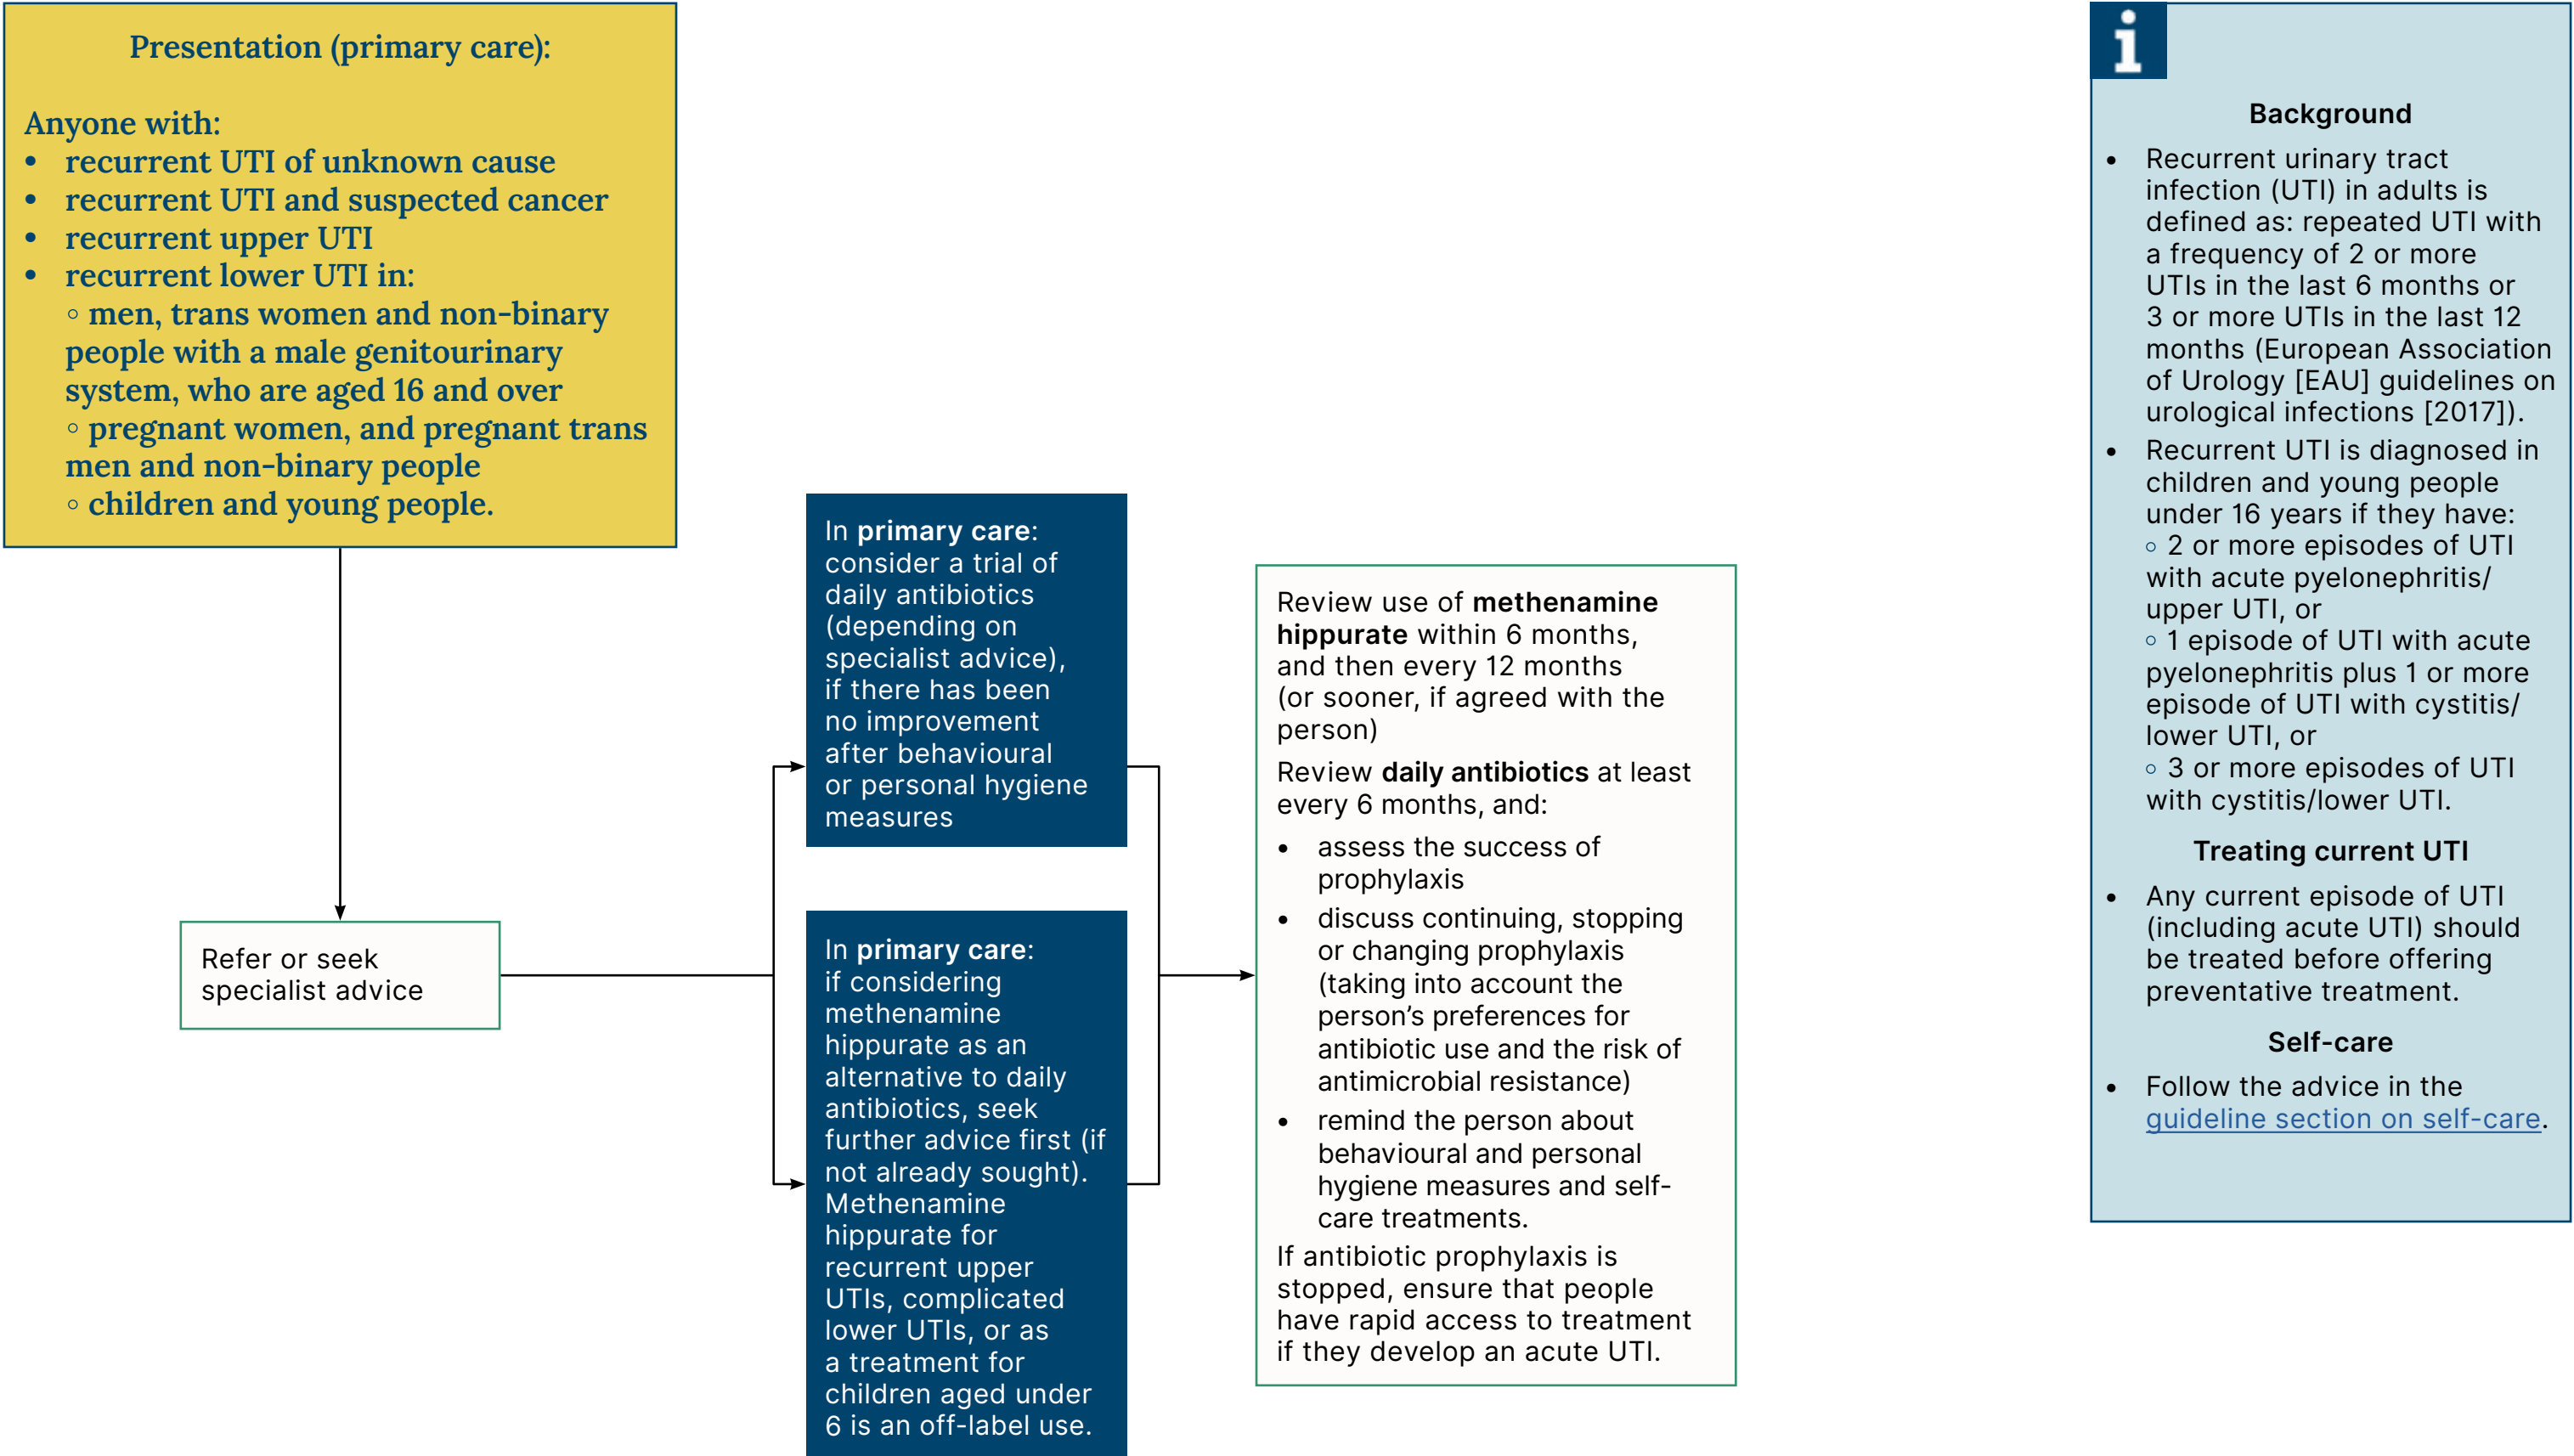 Presentation (primary care):
Anyone with:
• recurrent UTI of unknown cause
• recurrent UTI and suspected cancer
• recurrent upper UTI
• recurrent lower UTI in:
◦ men, trans women and non-binary
people with a male genitourinary
system, who are aged 16 and over
◦ pregnant women, and pregnant trans
men and non-binary people
◦ children and young people.
Refer or seek
specialist advice
In primary care:
consider a trial of
daily antibiotics
(depending on
specialist advice),
if there has been
no improvement
after behavioural
or personal hygiene
measures
In primary care:
if considering
methenamine
hippurate as an
alternative to daily
antibiotics, seek
further advice first (if
not already sought).
Methenamine
hippurate for
recurrent upper
UTIs, complicated
lower UTIs, or as
a treatment for
children aged under
6 is an off-label use.
Review use of methenamine
hippurate within 6 months,
and then every 12 months
(or sooner, if agreed with the
person)
Review daily antibiotics at least
every 6 months, and:
• assess the success of
prophylaxis
• discuss continuing, stopping
or changing prophylaxis
(taking into account the
person’s preferences for
antibiotic use and the risk of
antimicrobial resistance)
• remind the person about
behavioural and personal
hygiene measures and self-
care treatments.
If antibiotic prophylaxis is
stopped, ensure that people
have rapid access to treatment
if they develop an acute UTI.
i
Background
• Recurrent urinary tract
infection (UTI) in adults is
defined as: repeated UTI with
a frequency of 2 or more
UTIs in the last 6 months or
3 or more UTIs in the last 12
months (European Association
of Urology [EAU] guidelines on
urological infections [2017]).
• Recurrent UTI is diagnosed in
children and young people
under 16 years if they have:
◦ 2 or more episodes of UTI
with acute pyelonephritis/
upper UTI, or
◦ 1 episode of UTI with acute
pyelonephritis plus 1 or more
episode of UTI with cystitis/
lower UTI, or
◦ 3 or more episodes of UTI
with cystitis/lower UTI.
Treating current UTI
• Any current episode of UTI
(including acute UTI) should
be treated before offering
preventative treatment.
Self-care
• Follow the advice in the
guideline section on self-care.